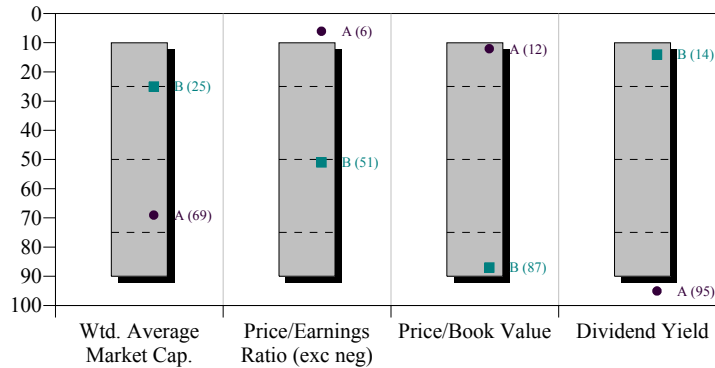 0
10
20
30
40
50
60
70
80
90
100
B (25)
A (69)
A (6)
B (51)
A (12)
B (87)
B (14)
A (95)
Wtd. Average
Market Cap.
Price/Earnings
Ratio (exc neg)
Price/Book Value
Dividend Yield